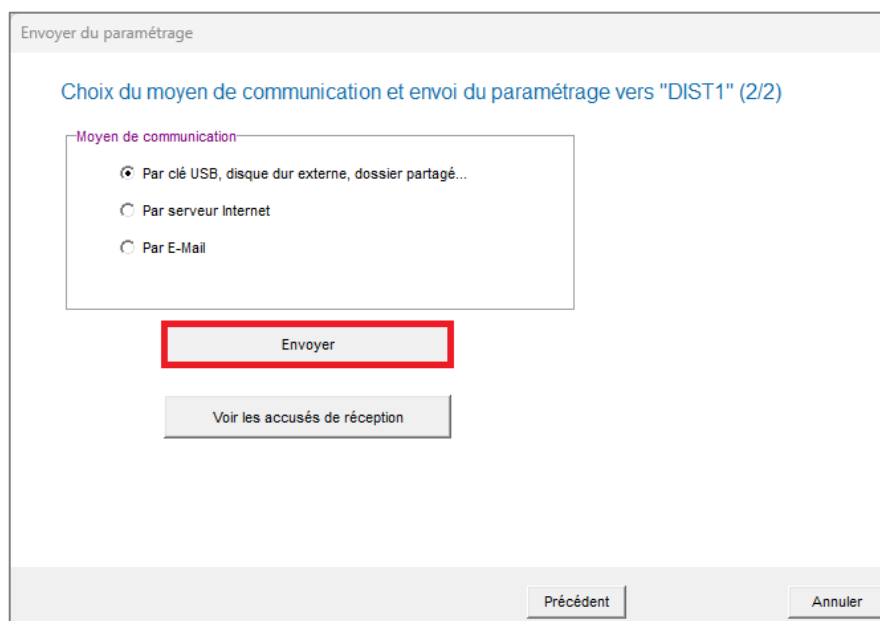 Envoyer du paramétrage
Choix du moyen de communication et envoi du paramétrage vers "DIST1" (2/2)
Moyen de communication
Par clé USB, disque dur externe, dossier partagé...
Par serveur Internet
Par E-Mail
Envoyer
Voir les accusés de réception
Précédent
Annuler